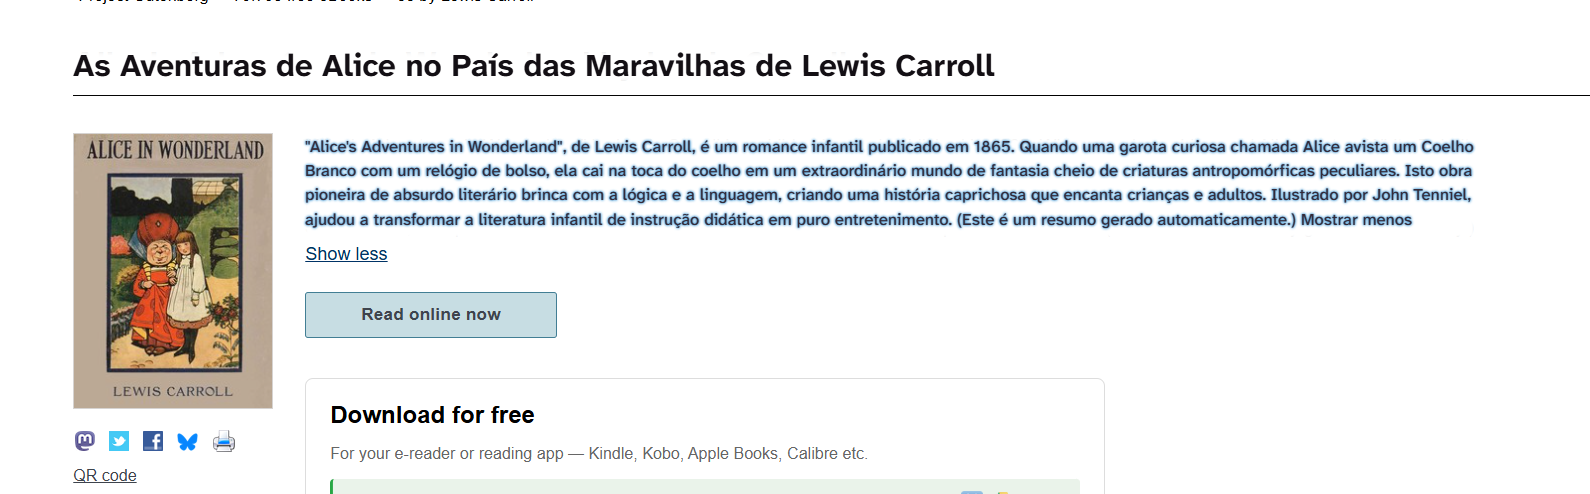 As Aventuras de Alice no País das Maravilhas de Lewis Carroll
ALICE IN WONDERLAND
LEWIS CARROLL
QR code
"Alice's Adventures in Wonderland", de Lewis Carroll, é um romance infantil publicado em 1865. Quando uma garota curiosa chamada Alice avista um Coelho
Branco com um relógio de bolso, ela cai na toca do coelho em um extraordinário mundo de fantasia cheio de criaturas antropomórficas peculiares. Isto obra
pioneira de absurdo literário brinca com a lógica e a linguagem, criando uma história caprichosa que encanta crianças e adultos. Ilustrado por John Tenniel,
ajudou a transformar a literatura infantil de instrução didática em puro entretenimento. (Este é um resumo gerado automaticamente.) Mostrar menos
Show less
Read online now
Download for free
For your e-reader or reading app — Kindle, Kobo, Apple Books, Calibre etc.